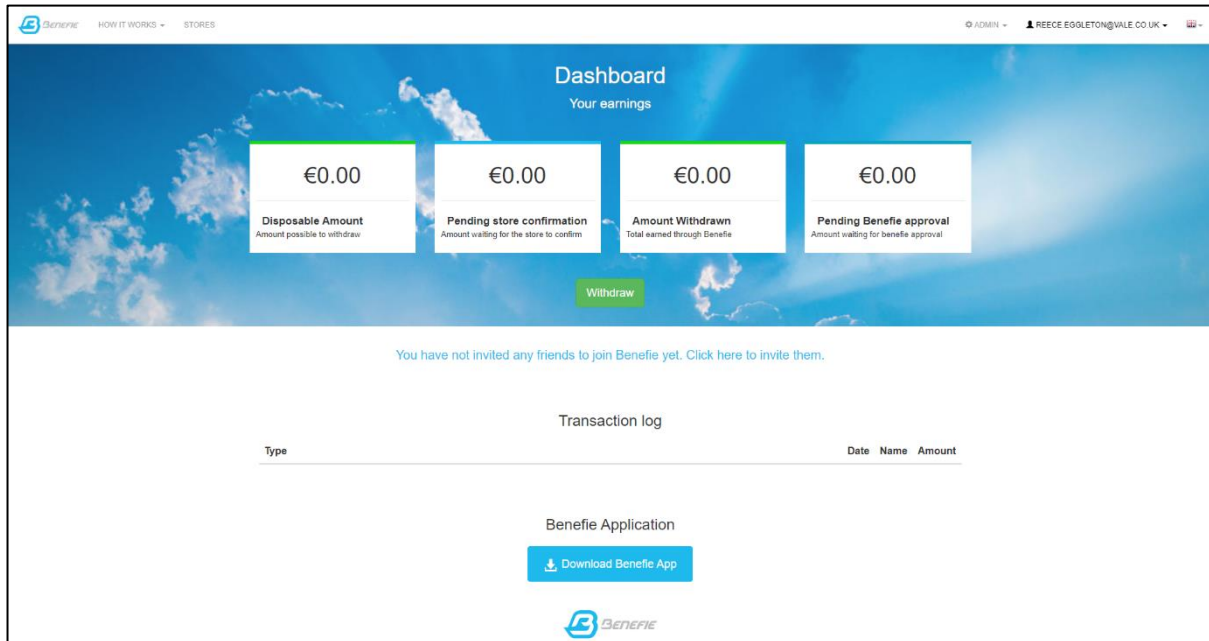 BENEFIE HOW IT WORKS STORES ADMIN REECE.EGGLETON@VALE.CO.UK
Dashboard
Your earnings
€0.00 €0.00 €0.00 €0.00
Disposable Amount Pending store confirmation Amount Withdrawn Pending Benefie approval
Amount possible to withdraw Amount waiting for the store to confirm Total earned through Benefie Amount waiting for benefie approval
Withdraw
You have not invited any friends to join Benefie yet. Click here to invite them.
Transaction log
Type Date Name Amount
Benefie Application
Download Benefie App
BENEFIE